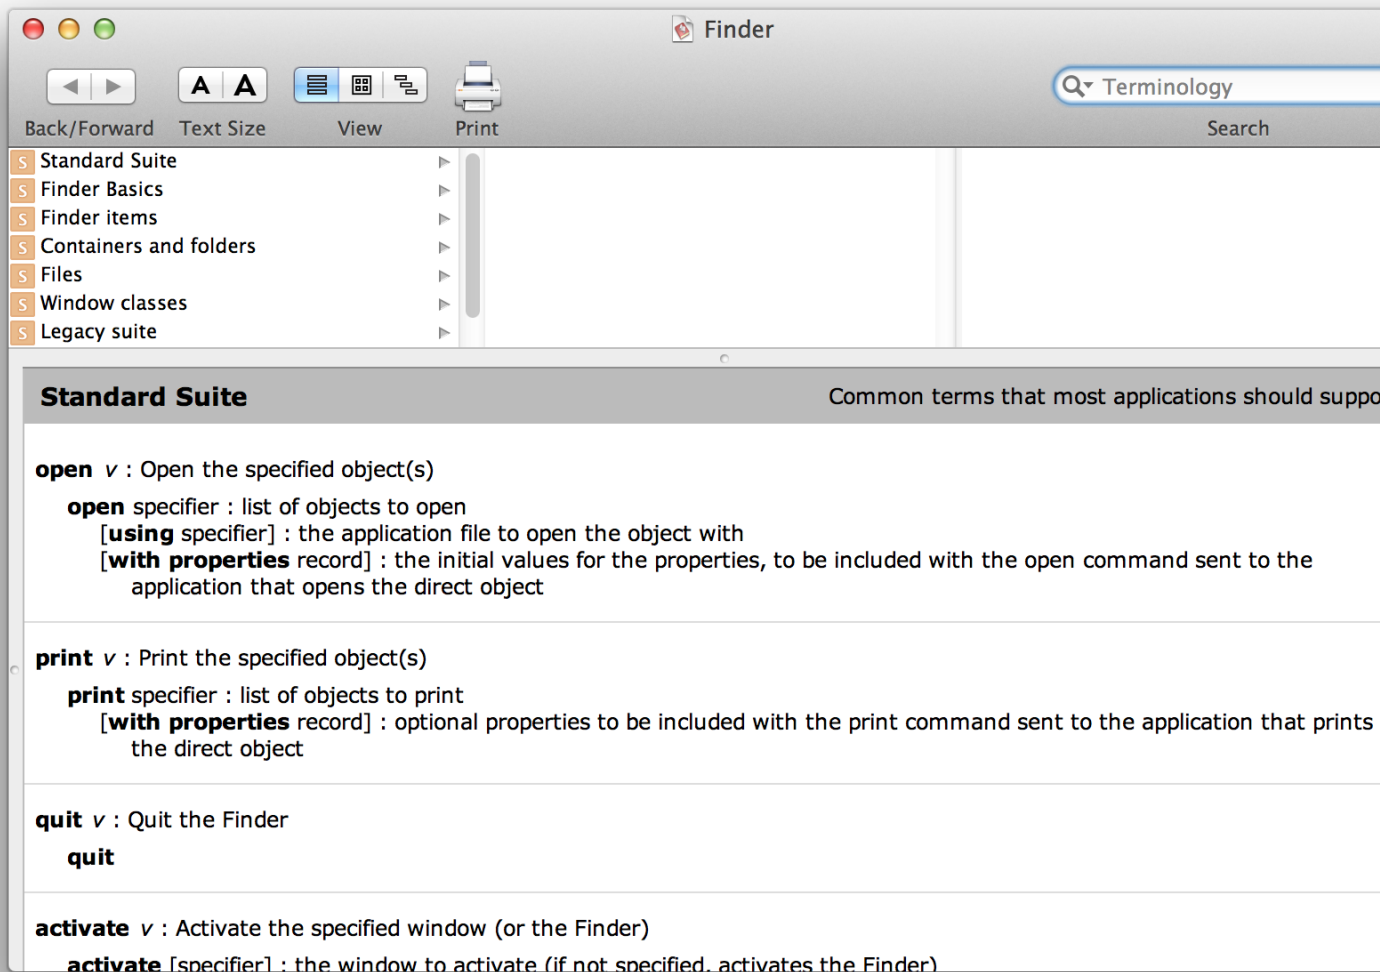 Finder
A A
Terminology
Back/Forward Text Size View Print Search
S Standard Suite
S Finder Basics
S Finder items
S Containers and folders
S Files
S Window classes
S Legacy suite
Standard Suite Common terms that most applications should suppo
open v : Open the specified object(s)
open specifier : list of objects to open
[using specifier] : the application file to open the object with
[with properties record] : the initial values for the properties, to be included with the open command sent to the
application that opens the direct object
print v : Print the specified object(s)
print specifier : list of objects to print
[with properties record] : optional properties to be included with the print command sent to the application that prints
the direct object
quit v : Quit the Finder
quit
activate v : Activate the specified window (or the Finder)
activate [specifier] : the window to activate (if not specified, activates the Finder)